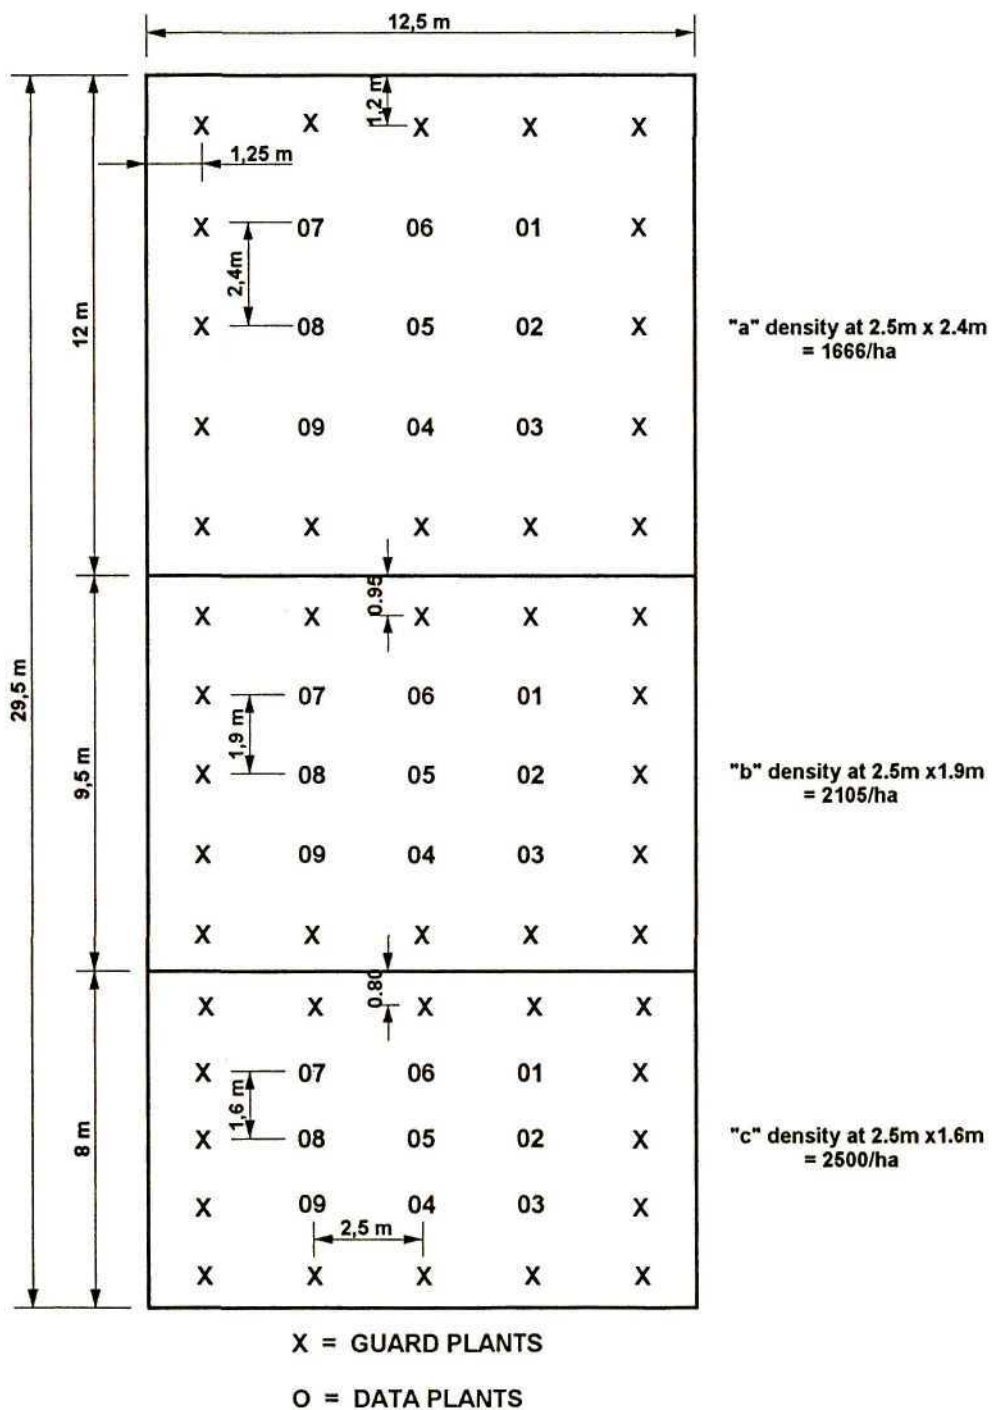 12,5 m
1,2 m
X X X X X
1,25 m
X 07 06 01 X
2,4m
12 m
X 08 05 02 X
"a" density at 2.5m x 2.4m
= 1666/ha
X 09 04 03 X
X X X X X
29,5 m
0.95
X X X X X
X 07 06 01 X
1,9 m
9,5 m
X 08 05 02 X
"b" density at 2.5m x1.9m
= 2105/ha
X 09 04 03 X
X X X X X
0.80
X X X X X
X 07 06 01 X
1,6 m
8 m
X 08 05 02 X
"c" density at 2.5m x1.6m
= 2500/ha
X 09 04 03 X
2,5 m
X X X X X
X = GUARD PLANTS
O = DATA PLANTS